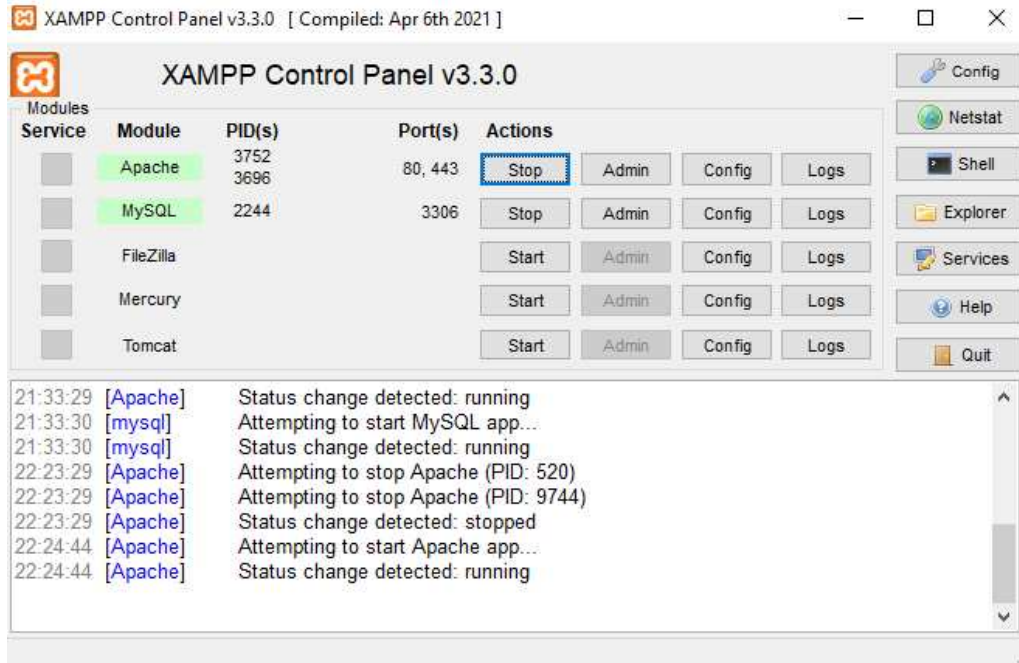 XAMPP Control Panel v3.3.0 [ Compiled: Apr 6th 2021 ]
XAMPP Control Panel v3.3.0
Config
Modules
Netstat
Service Module PID(s) Port(s) Actions
Apache 3752 3696 80, 443 Stop Admin Config Logs
Shell
MySQL 2244 3306 Stop Admin Config Logs
Explorer
FileZilla Start Admin Config Logs
Services
Mercury Start Admin Config Logs
Help
Tomcat Start Admin Config Logs
Quit
21:33:29 [Apache] Status change detected: running
21:33:30 [mysql] Attempting to start MySQL app...
21:33:30 [mysql] Status change detected: running
22:23:29 [Apache] Attempting to stop Apache (PID: 520)
22:23:29 [Apache] Attempting to stop Apache (PID: 9744)
22:23:29 [Apache] Status change detected: stopped
22:24:44 [Apache] Attempting to start Apache app...
22:24:44 [Apache] Status change detected: running